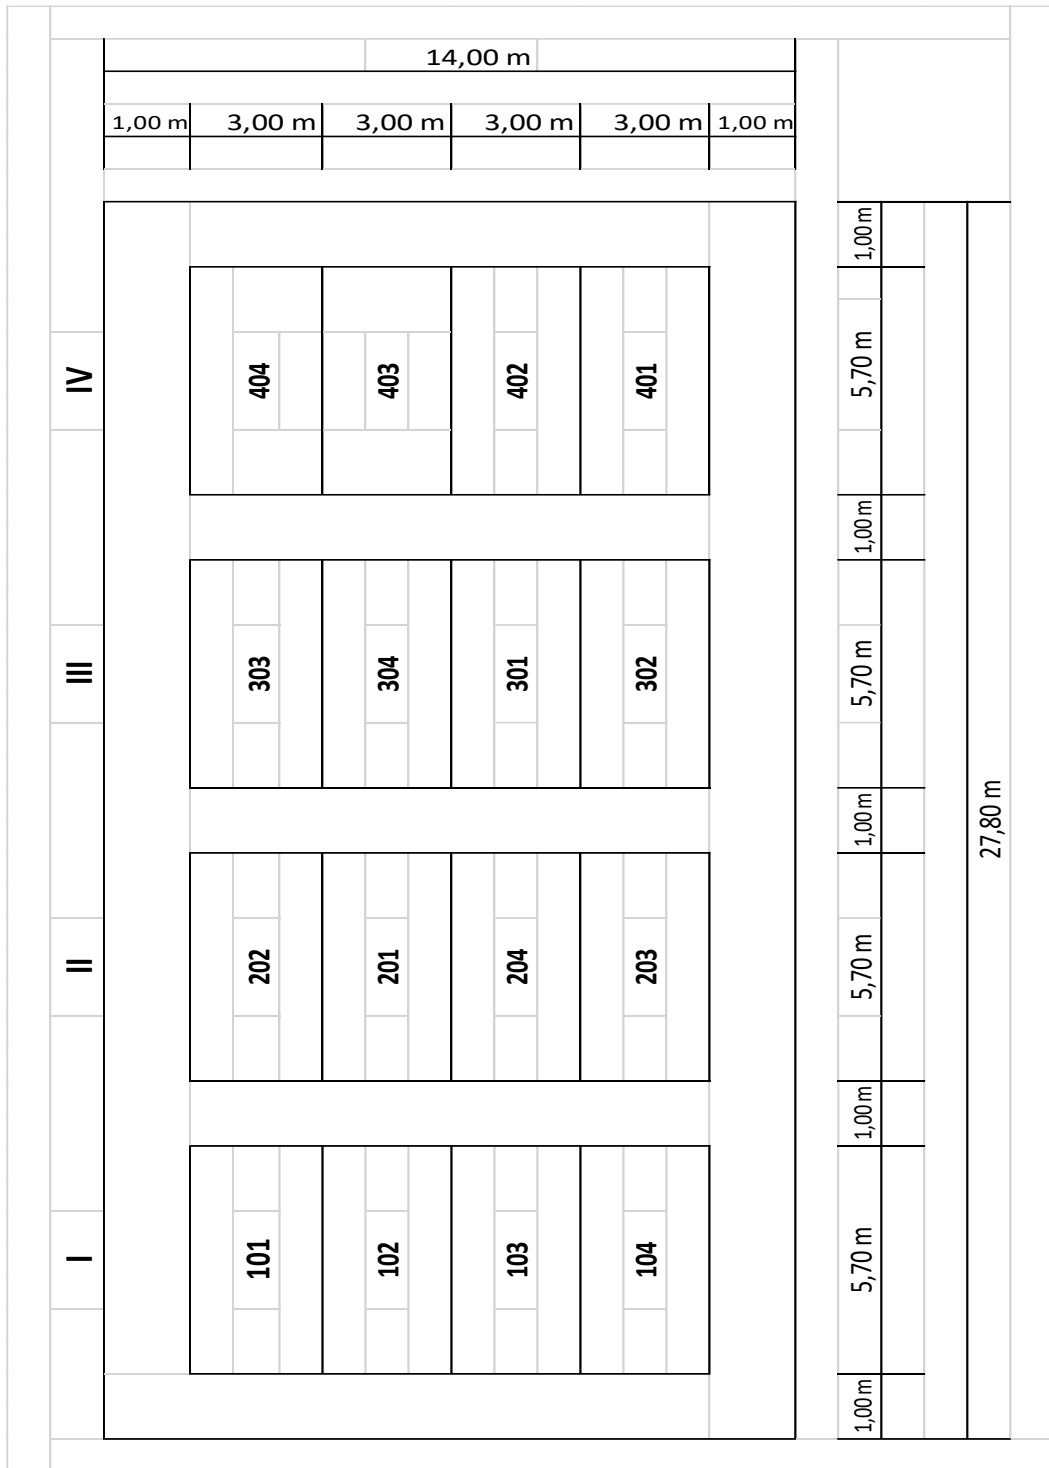 14,00 m
1,00 m 3,00 m 3,00 m 3,00 m 3,00 m 1,00 m
1,00 m
IV 404 403 402 401 5,70 m
1,00 m
III 303 304 301 302 5,70 m
1,00 m
27,80 m
II 202 201 204 203 5,70 m
1,00 m
I 101 102 103 104 5,70 m
1,00 m